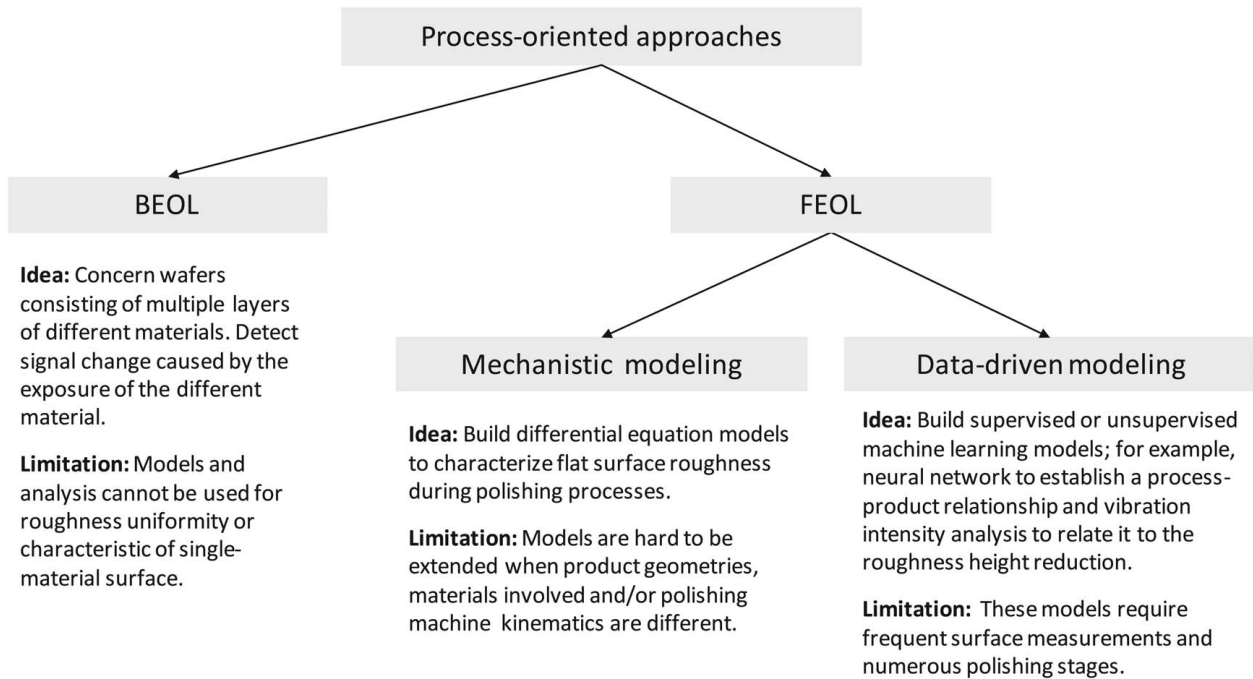 Process-oriented approaches
BEOL
FEOL
Idea: Concern wafers
consisting of multiple layers
of different materials. Detect
signal change caused by the
exposure of the different
material.
Limitation: Models and
analysis cannot be used for
roughness uniformity or
characteristic of single-
material surface.
Mechanistic modeling
Idea: Build differential equation models
to characterize flat surface roughness
during polishing processes.
Limitation: Models are hard to be
extended when product geometries,
materials involved and/or polishing
machine kinematics are different.
Data-driven modeling
Idea: Build supervised or unsupervised
machine learning models; for example,
neural network to establish a process-
product relationship and vibration
intensity analysis to relate it to the
roughness height reduction.
Limitation: These models require
frequent surface measurements and
numerous polishing stages.